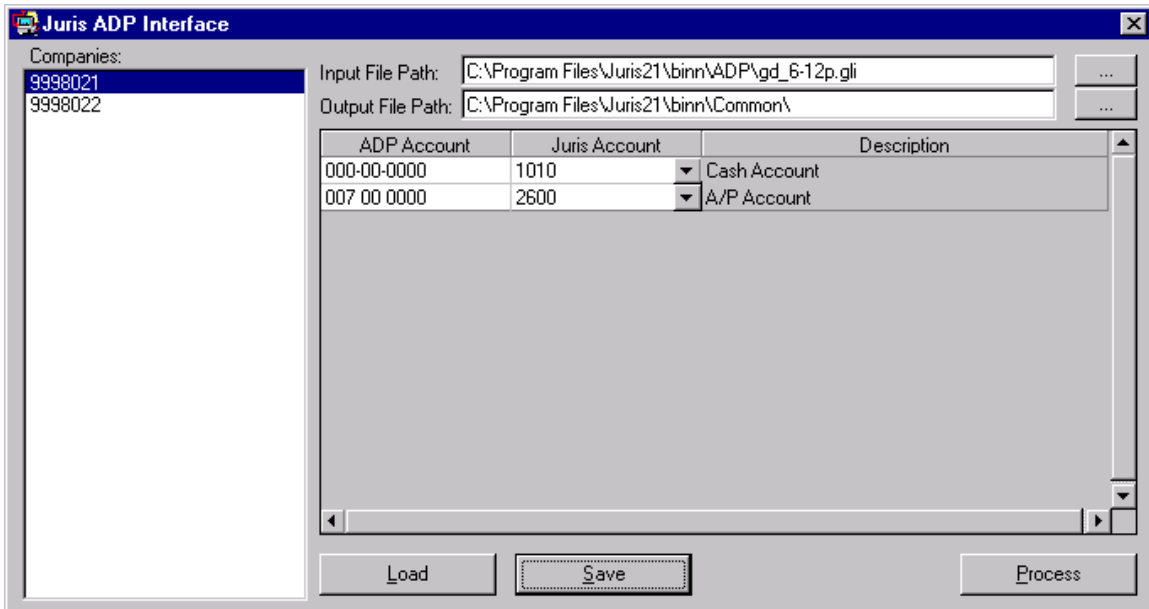 Juris ADP Interface
Companies:
9998021
9998022
Input File Path: C:\Program Files\Juris21\binn\ADP\gd_6-12p.gli ...
Output File Path: C:\Program Files\Juris21\binn\Common\ ...
ADP Account Juris Account Description
000-00-0000 1010 Cash Account
007 00 0000 2600 A/P Account
Load Save Process